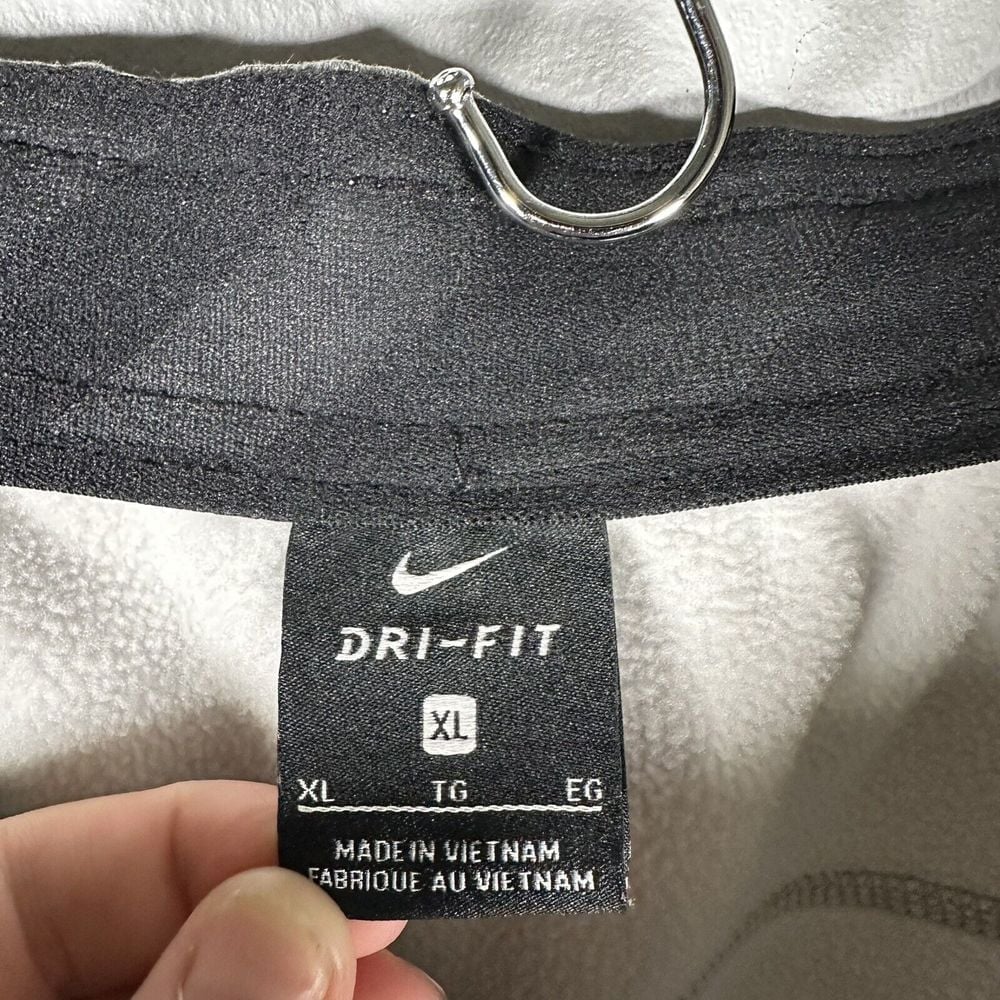 DRI-FIT
XL
XL TG EG
MADE IN VIETNAM
FABRIQUE AU VIETNAM